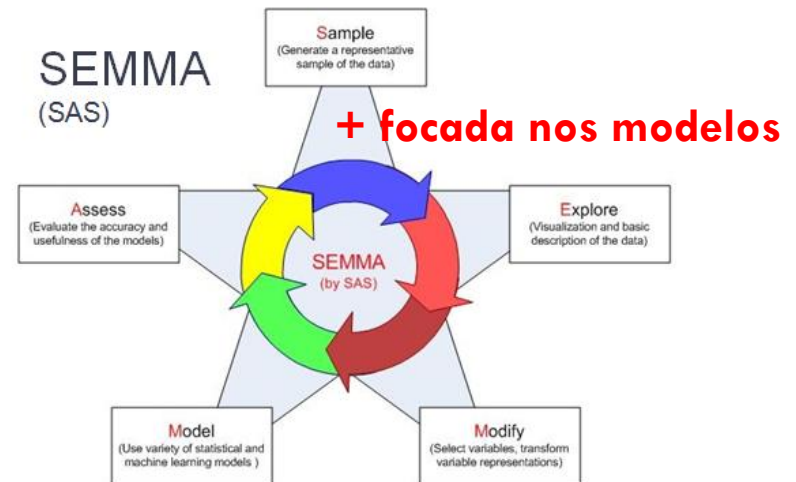 SEMMA
(SAS)
Sample
(Generate a representative
sample of the data)
+ focada nos modelos
Assess
(Evaluate the accuracy and
usefulness of the models)
Explore
(Visualization and basic
description of the data)
SEMMA
(by SAS)
Model
(Use variety of statistical and
machine learning models )
Modify
(Select variables, transform
variable representations)